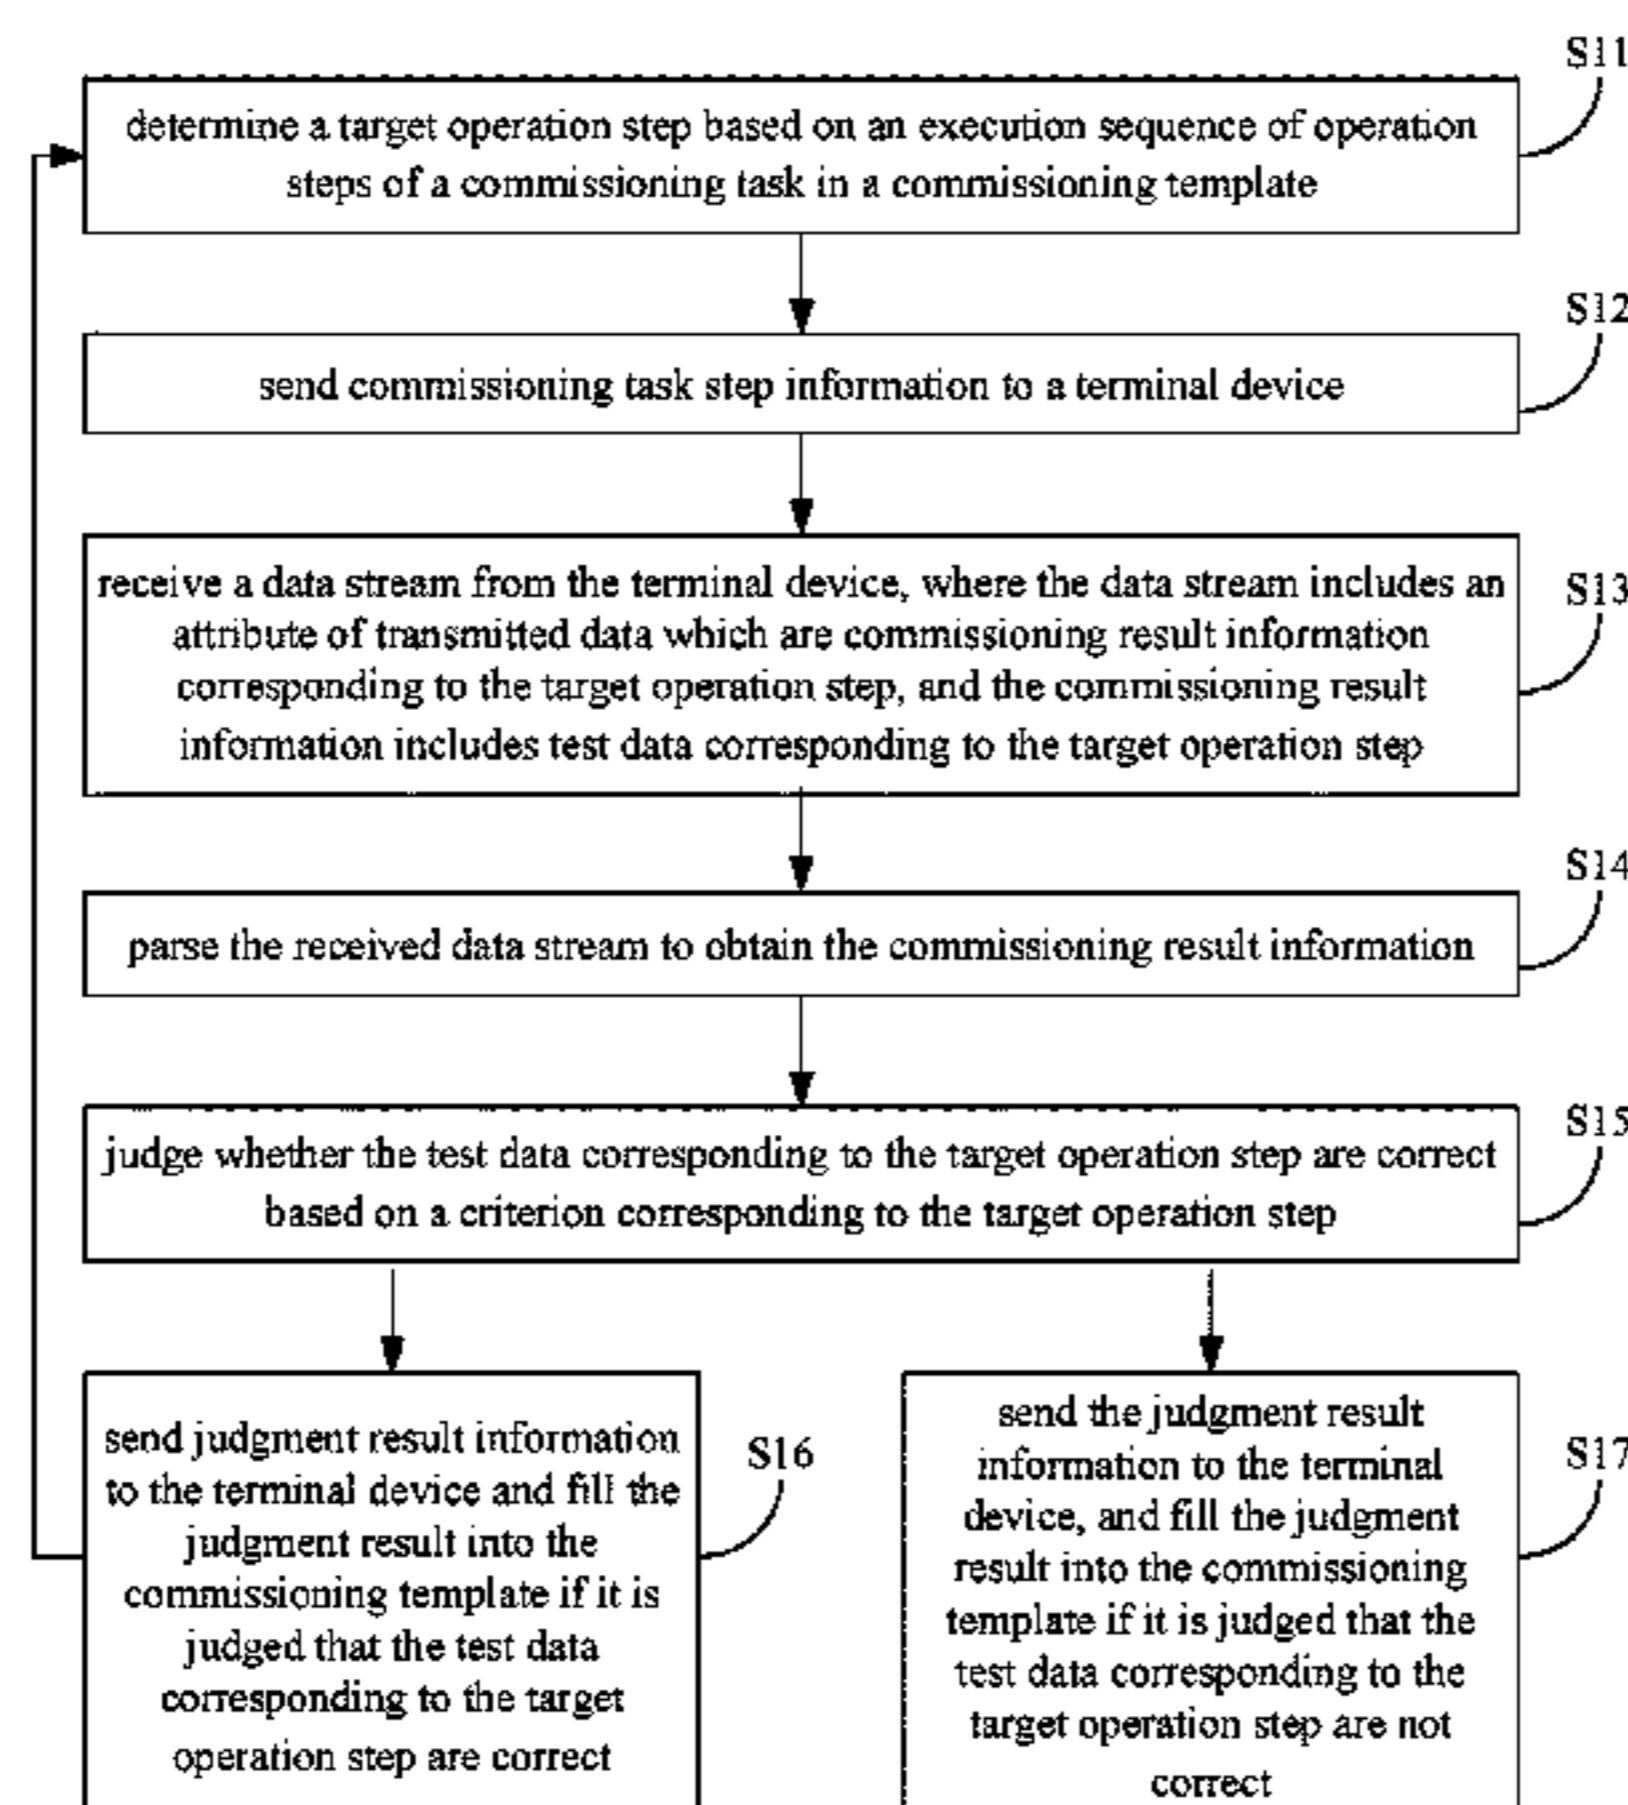 S11
determine a target operation step based on an execution sequence of operation
steps of a commissioning task in a commissioning template
S12
send commissioning task step information to a terminal device
S13
receive a data stream from the terminal device, where the data stream includes an
attribute of transmitted data which are commissioning result information
corresponding to the target operation step, and the commissioning result
information includes test data corresponding to the target operation step
S14
parse the received data stream to obtain the commissioning result information
S15
judge whether the test data corresponding to the target operation step are correct
based on a criterion corresponding to the target operation step
S16
send judgment result information
to the terminal device and fill the
judgment result into the
commissioning template if it is
judged that the test data
corresponding to the target
operation step are correct
S17
send the judgment result
information to the terminal
device, and fill the judgment
result into the commissioning
template if it is judged that the
test data corresponding to the
target operation step are not
correct